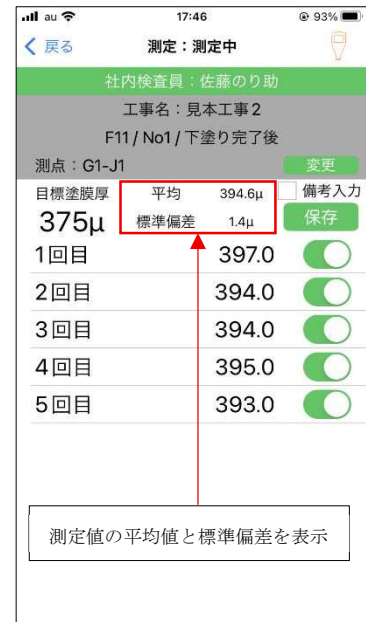 au 17:46 93%
戻る 測定：測定中
社内検査員：佐藤のり助
工事名：見本工事2
F11 / No1 / 下塗り完了後
測点：G1-J1 変更
目標塗膜厚 平均 394.6μ 備考入力
375μ 標準偏差 1.4μ 保存
1回目 397.0
2回目 394.0
3回目 394.0
4回目 395.0
5回目 393.0
測定値の平均値と標準偏差を表示